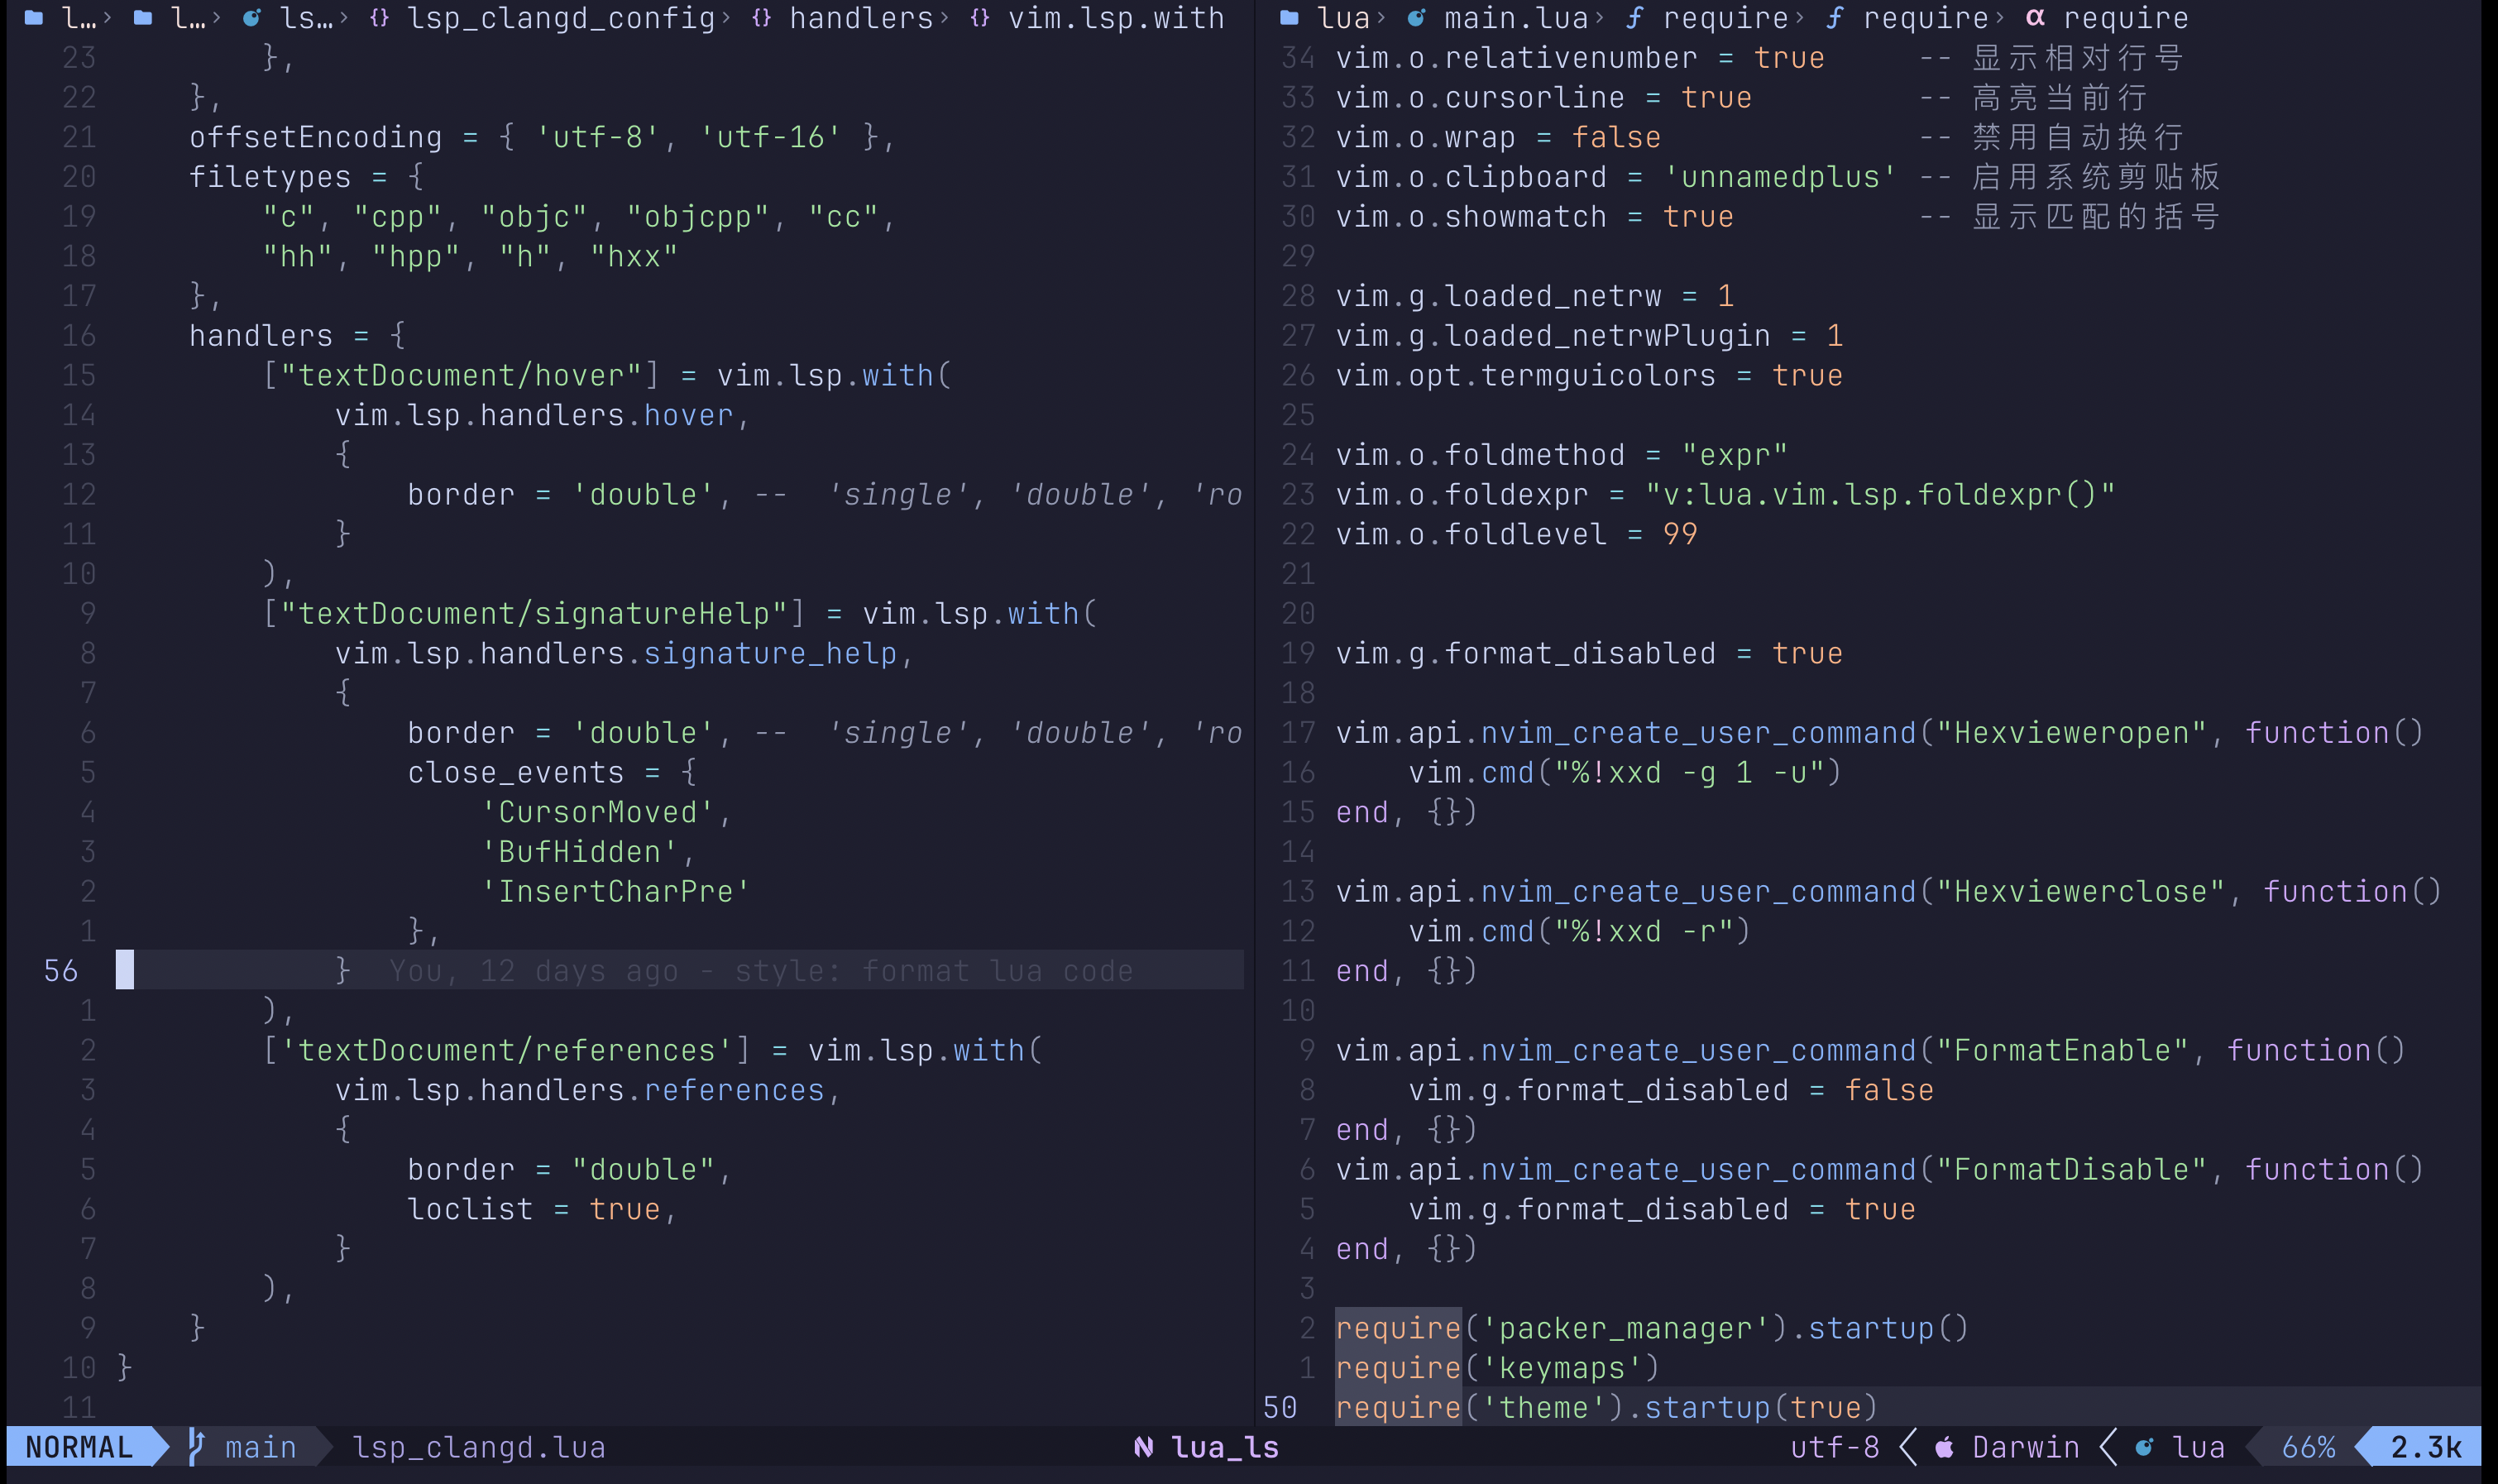 l…› l…› ls…› {} lsp_clangd_config› {} handlers› {} vim.lsp.with
23         },
22     },
21     offsetEncoding = { 'utf-8', 'utf-16' },
20     filetypes = {
19         "c", "cpp", "objc", "objcpp", "cc",
18         "hh", "hpp", "h", "hxx"
17     },
16     handlers = {
15         ["textDocument/hover"] = vim.lsp.with(
14             vim.lsp.handlers.hover,
13             {
12                 border = 'double', --  'single', 'double', 'ro
11             }
10         ),
9         ["textDocument/signatureHelp"] = vim.lsp.with(
8             vim.lsp.handlers.signature_help,
7             {
6                 border = 'double', --  'single', 'double', 'ro
5                 close_events = {
4                     'CursorMoved',
3                     'BufHidden',
2                     'InsertCharPre'
1                 },
56             }  You, 12 days ago - style: format lua code
1         ),
2         ['textDocument/references'] = vim.lsp.with(
3             vim.lsp.handlers.references,
4             {
5                 border = "double",
6                 loclist = true,
7             }
8         ),
9     }
10 }
11
lua› main.lua› ƒ require› ƒ require› α require
34 vim.o.relativenumber = true     -- 显示相对行号
33 vim.o.cursorline = true         -- 高亮当前行
32 vim.o.wrap = false              -- 禁用自动换行
31 vim.o.clipboard = 'unnamedplus' -- 启用系统剪贴板
30 vim.o.showmatch = true          -- 显示匹配的括号
29
28 vim.g.loaded_netrw = 1
27 vim.g.loaded_netrwPlugin = 1
26 vim.opt.termguicolors = true
25
24 vim.o.foldmethod = "expr"
23 vim.o.foldexpr = "v:lua.vim.lsp.foldexpr()"
22 vim.o.foldlevel = 99
21
20
19 vim.g.format_disabled = true
18
17 vim.api.nvim_create_user_command("Hexvieweropen", function()
16     vim.cmd("%!xxd -g 1 -u")
15 end, {})
14
13 vim.api.nvim_create_user_command("Hexviewerclose", function()
12     vim.cmd("%!xxd -r")
11 end, {})
10
9 vim.api.nvim_create_user_command("FormatEnable", function()
8     vim.g.format_disabled = false
7 end, {})
6 vim.api.nvim_create_user_command("FormatDisable", function()
5     vim.g.format_disabled = true
4 end, {})
3
2 require('packer_manager').startup()
1 require('keymaps')
50 require('theme').startup(true)
NORMAL main lsp_clangd.lua lua_ls utf-8 Darwin lua 66% 2.3k